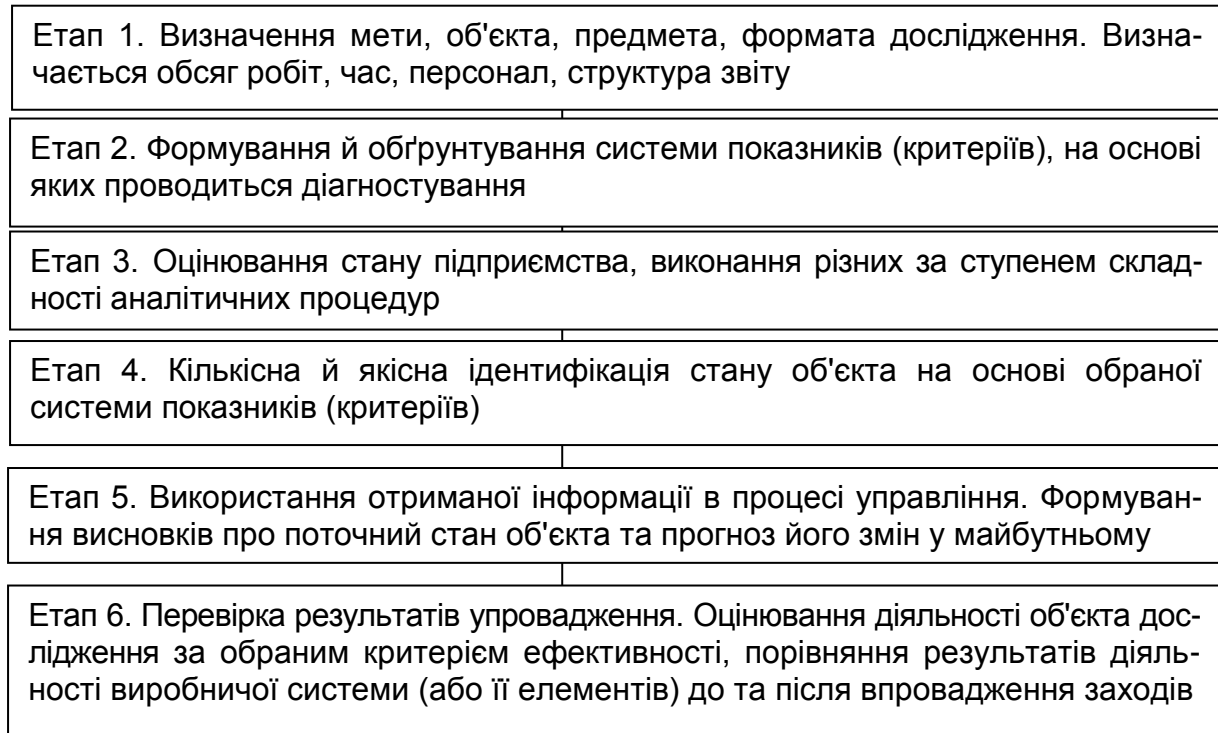 Етап 1. Визначення мети, об'єкта, предмета, формата дослідження. Визна-
чається обсяг робіт, час, персонал, структура звіту
Етап 2. Формування й обґрунтування системи показників (критеріїв), на основі
яких проводиться діагностування
Етап 3. Оцінювання стану підприємства, виконання різних за ступенем склад-
ності аналітичних процедур
Етап 4. Кількісна й якісна ідентифікація стану об'єкта на основі обраної
системи показників (критеріїв)
Етап 5. Використання отриманої інформації в процесі управління. Формуван-
ня висновків про поточний стан об'єкта та прогноз його змін у майбутньому
Етап 6. Перевірка результатів упровадження. Оцінювання діяльності об'єкта дос-
лідження за обраним критерієм ефективності, порівняння результатів діяль-
ності виробничої системи (або її елементів) до та після впровадження заходів